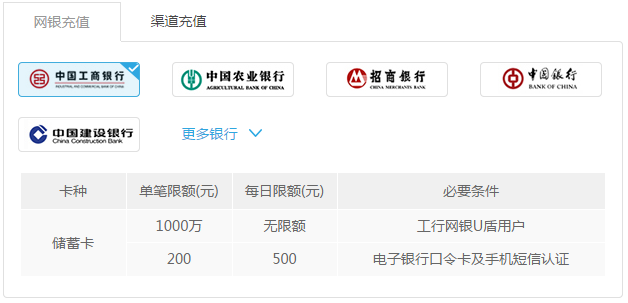 网银充值 渠道充值
中国工商银行 中国农业银行 招商银行 中国银行
INDUSTRIAL AND COMMERCIAL BANK OF CHINA AGRICULTURAL BANK OF CHINA CHINA MERCHANTS BANK BANK OF CHINA
中国建设银行 更多银行
China Construction Bank
卡种 单笔限额(元) 每日限额(元) 必要条件
储蓄卡 1000万 无限额 工行网银U盾用户
200 500 电子银行口令卡及手机短信认证